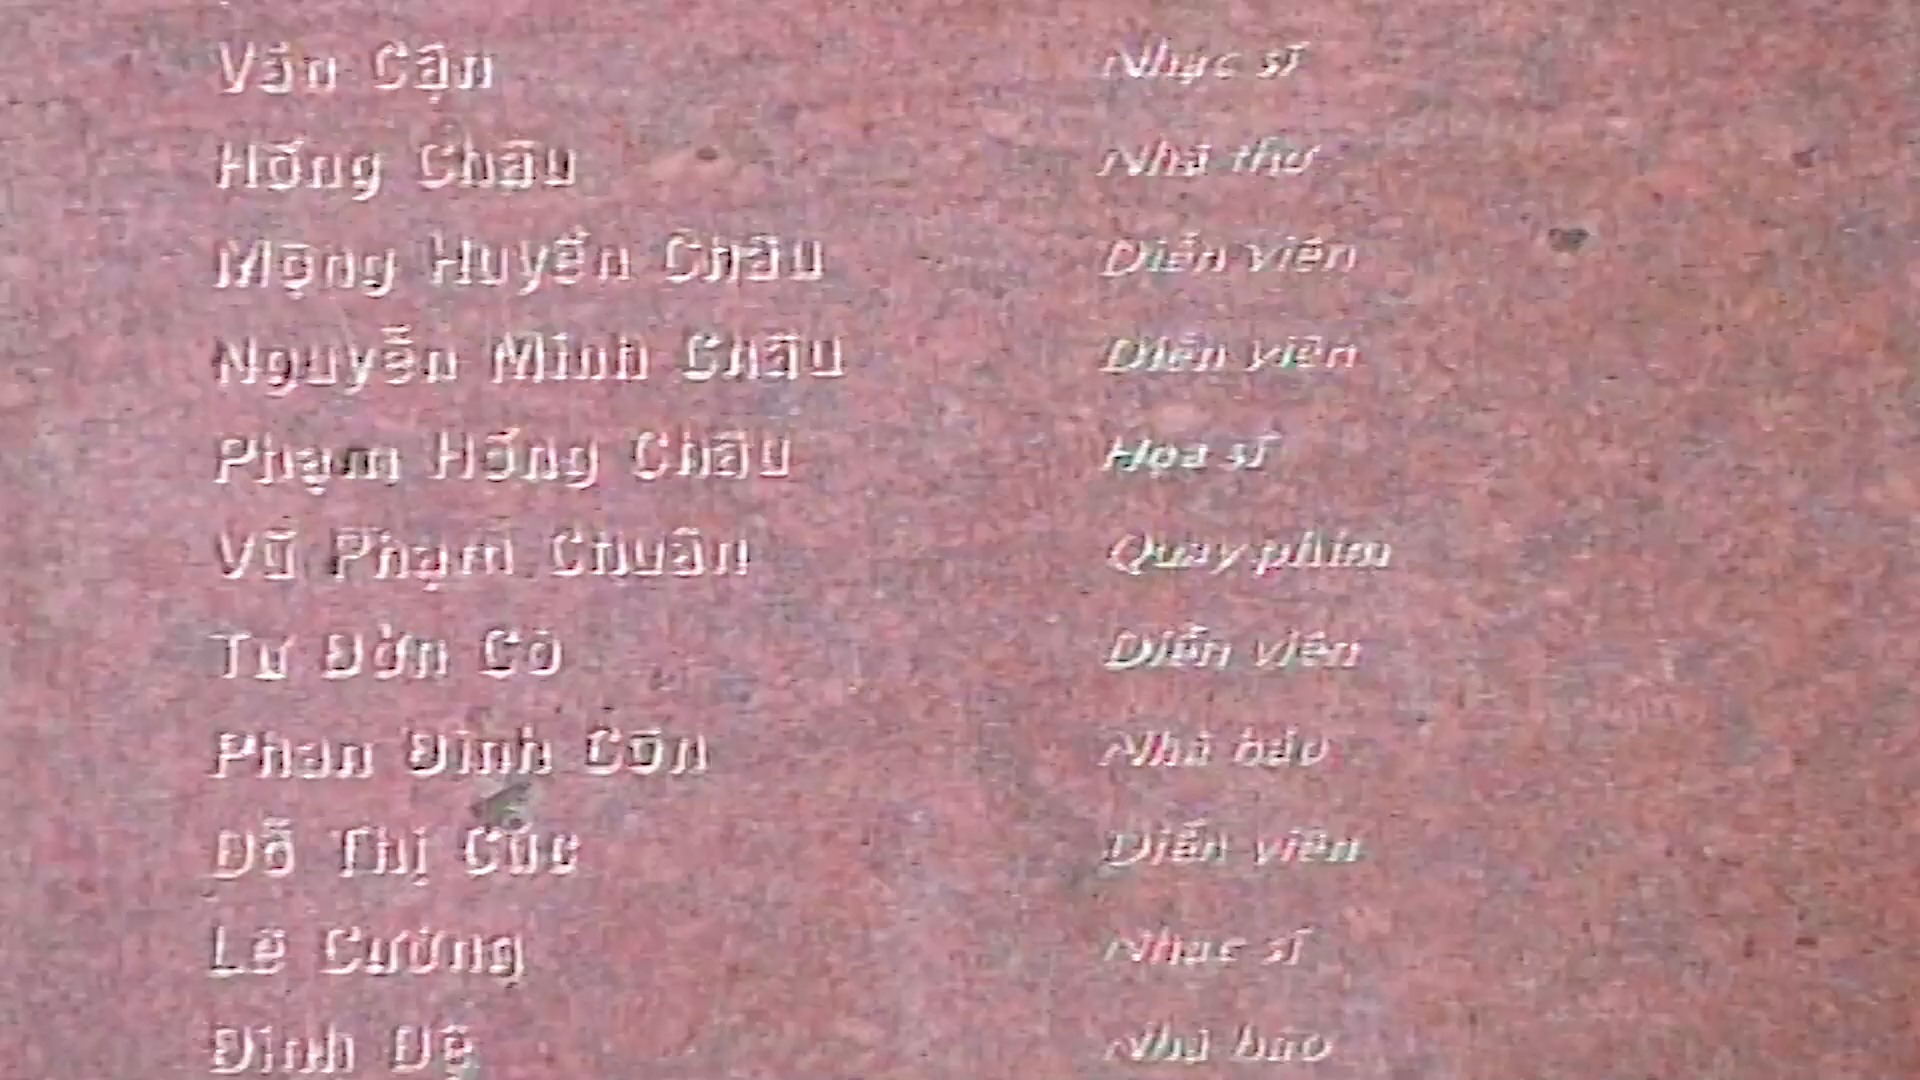 Văn Cận Nhạc sĩ
Hồng Châu Nhà thơ
Mộng Huyền Châu Diễn viên
Nguyễn Minh Châu Diễn viên
Phạm Hồng Châu Họa sĩ
Vũ Phạm Chuân Quay phim
Tư Đờn Cò Diễn viên
Phan Đình Côn Nhà báo
Đỗ Thị Cúc Diễn viên
Lê Cường Nhạc sĩ
Đình Đệ Nhà báo